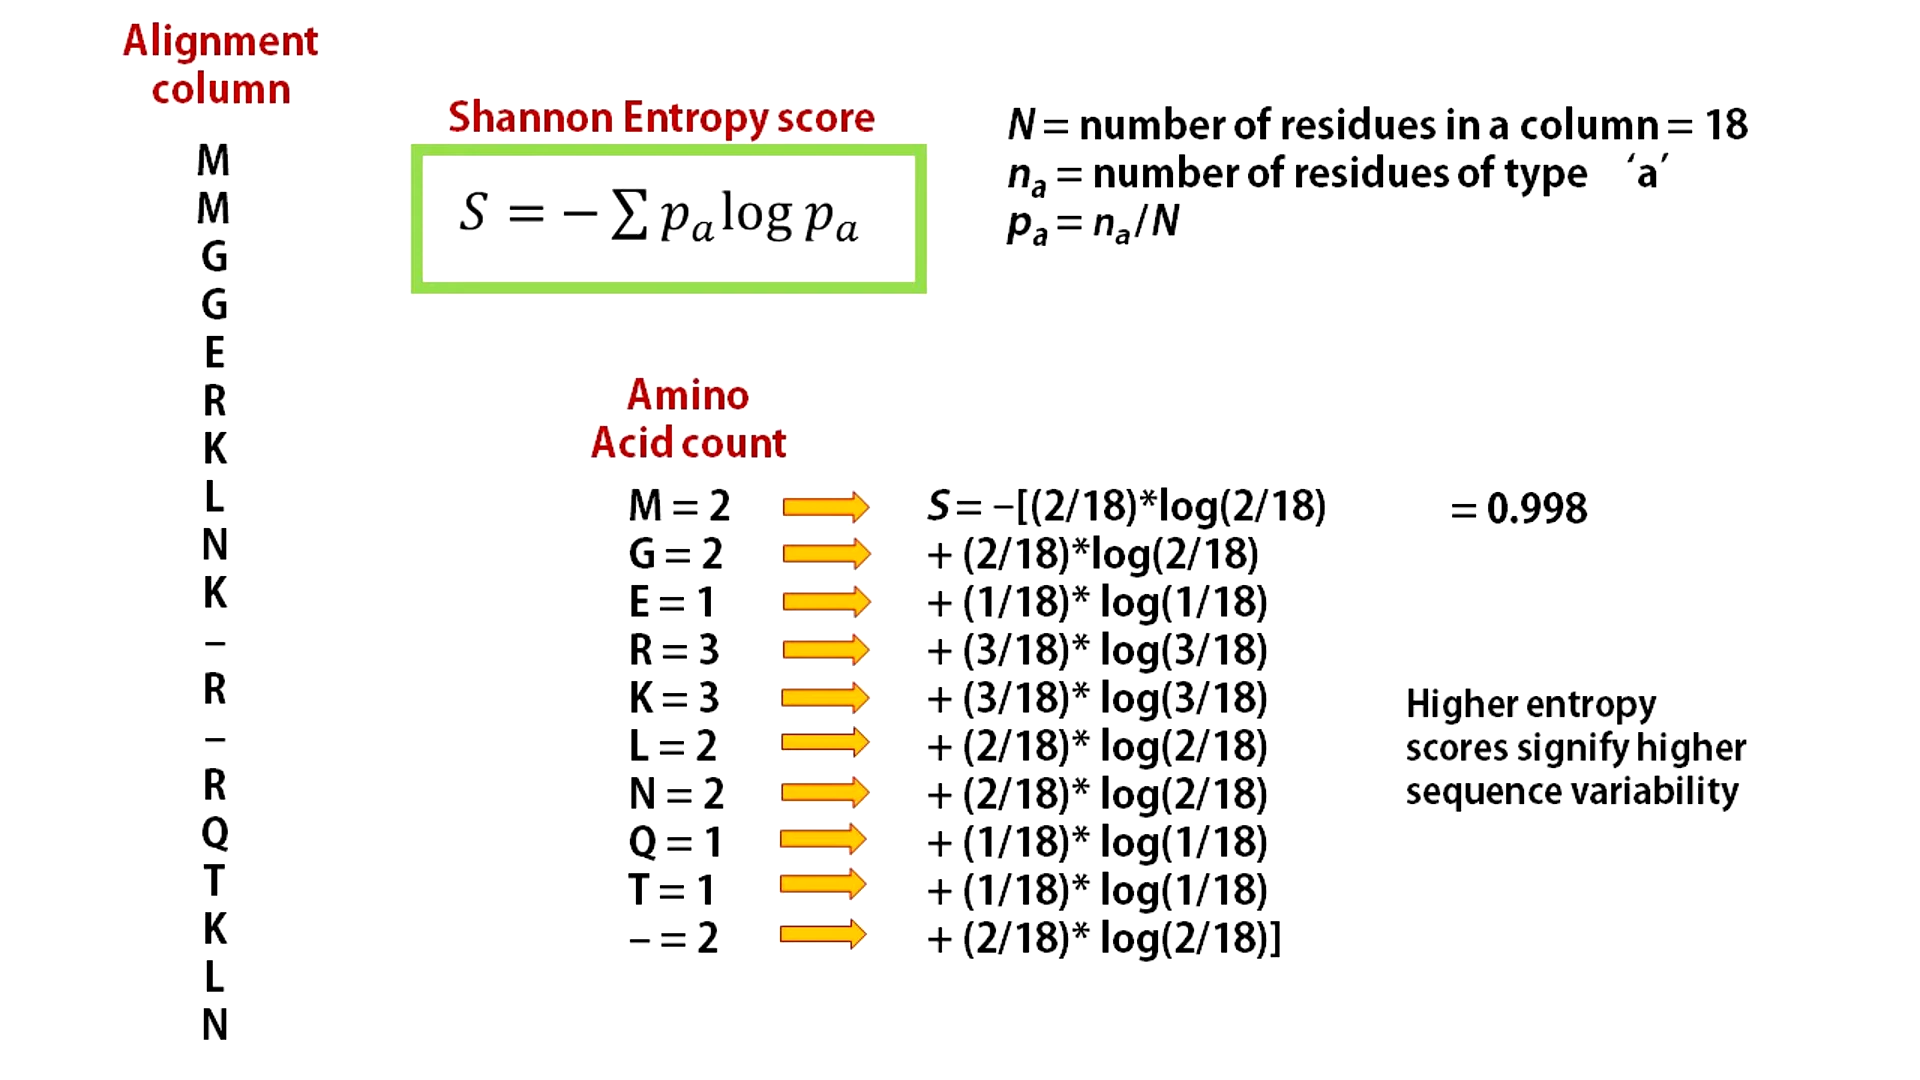 Alignment
column
M
M
G
G
E
R
K
L
N
K
–
R
–
R
Q
T
K
L
N
Shannon Entropy score
S = − ∑ pₐ log pₐ
N = number of residues in a column = 18
nₐ = number of residues of type ‘a’
pₐ = nₐ/N
Amino
Acid count
M = 2 S = –[(2/18)*log(2/18) = 0.998
G = 2 + (2/18)*log(2/18)
E = 1 + (1/18)* log(1/18)
R = 3 + (3/18)* log(3/18)
K = 3 + (3/18)* log(3/18)
L = 2 + (2/18)* log(2/18)
N = 2 + (2/18)* log(2/18)
Q = 1 + (1/18)* log(1/18)
T = 1 + (1/18)* log(1/18)
– = 2 + (2/18)* log(2/18)]
Higher entropy
scores signify higher
sequence variability